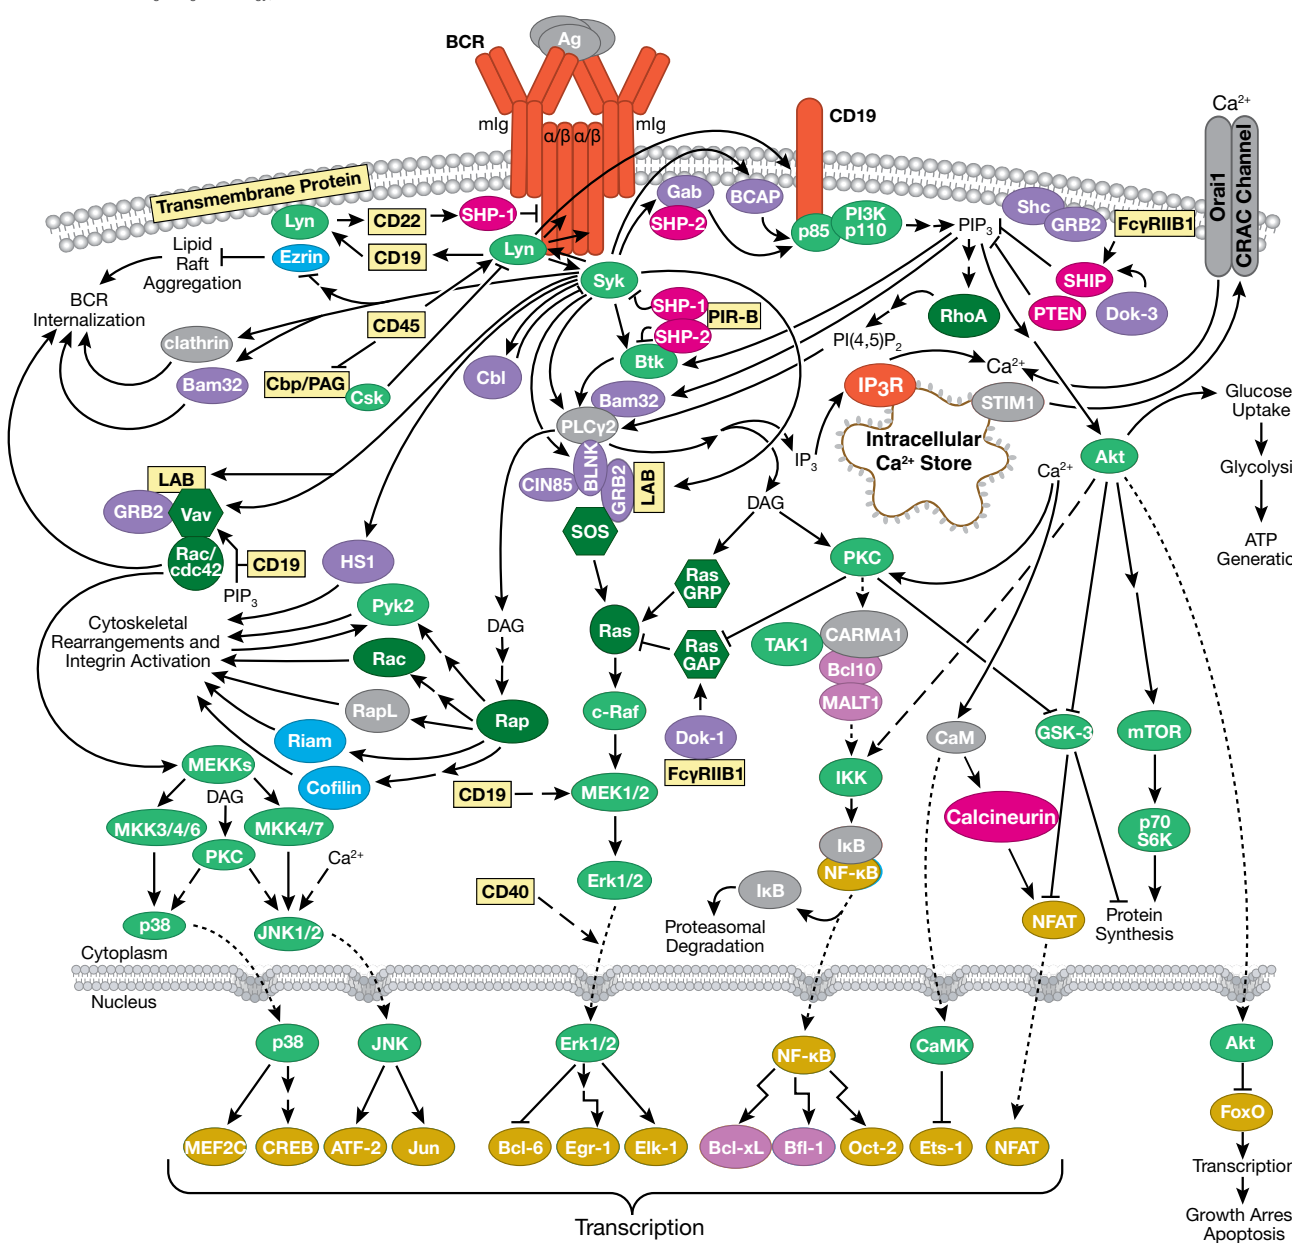 BCR
Ag
mIg
α/β
α/β
mIg
CD19
Ca²⁺
Orai1
CRAC Channel
Transmembrane Protein
Lyn
CD22
SHP-1
Gab
SHP-2
BCAP
p85
PI3K
p110
PIP₃
Shc
GRB2
FcγRIIB1
Lipid
Raft
Aggregation
Ezrin
CD19
Lyn
Syk
SHIP
PTEN
Dok-3
BCR
Internalization
SHP-1
SHP-2
PIR-B
RhoA
PI(4,5)P₂
clathrin
CD45
Bam32
Cbp/PAG
Csk
Cbl
Btk
Bam32
IP₃R
Ca²⁺
STIM1
Glucose
Uptake
PLCγ2
Intracellular
Ca²⁺ Store
Akt
Ca²⁺
IP₃
Glycolysi
LAB
CIN85
BLNK
GRB2
LAB
GRB2
Vav
DAG
SOS
Rac/
cdc42
CD19
PIP₃
HS1
PKC
ATP
Generatio
Ras
GRP
Pyk2
Cytoskeletal
Rearrangements and
Integrin Activation
DAG
Ras
Ras
GAP
TAK1
CARMA1
Bcl10
MALT1
Rac
RapL
Rap
c-Raf
Dok-1
FcγRIIB1
Riam
Cofilin
CaM
GSK-3
mTOR
MEKKs
DAG
CD19
MEK1/2
IKK
MKK3/4/6
MKK4/7
PKC
Ca²⁺
Calcineurin
p70
S6K
IκB
NF-κB
CD40
Erk1/2
IκB
p38
JNK1/2
Proteasomal
Degradation
NFAT
Protein
Synthesis
Cytoplasm
Nucleus
p38
JNK
Erk1/2
NF-κB
CaMK
Akt
MEF2C
CREB
ATF-2
Jun
Bcl-6
Egr-1
Elk-1
Bcl-xL
Bfl-1
Oct-2
Ets-1
NFAT
FoxO
Transcription
Transcription
Growth Arres
Apoptosis